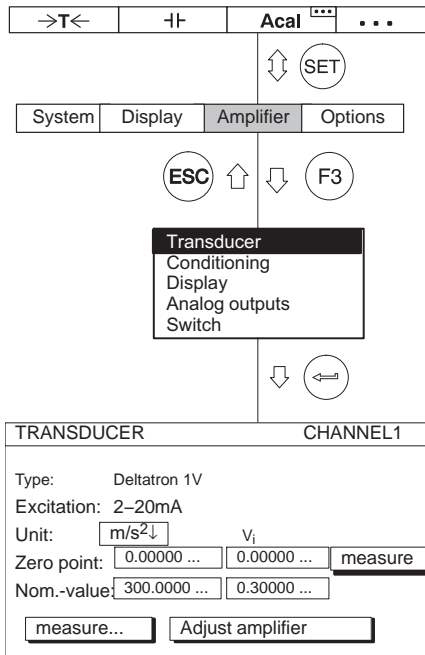 →T← ⊣⊢ Acal ...
SET
System Display Amplifier Options
ESC F3
Transducer
Conditioning
Display
Analog outputs
Switch
TRANSDUCER CHANNEL1
Type: Deltatron 1V
Excitation: 2–20mA
Unit: m/s²↓ Vi
Zero point: 0.00000 ... 0.00000 ... measure
Nom.-value: 300.0000 ... 0.30000 ...
measure... Adjust amplifier